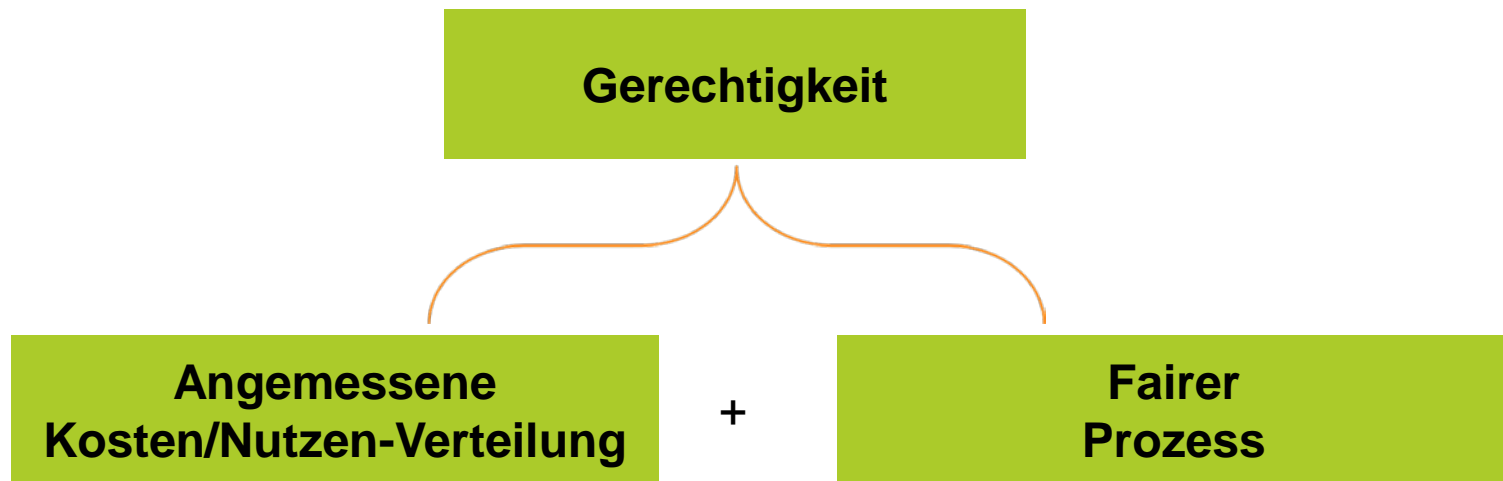 Gerechtigkeit
Angemessene
Kosten/Nutzen-Verteilung
+
Fairer
Prozess